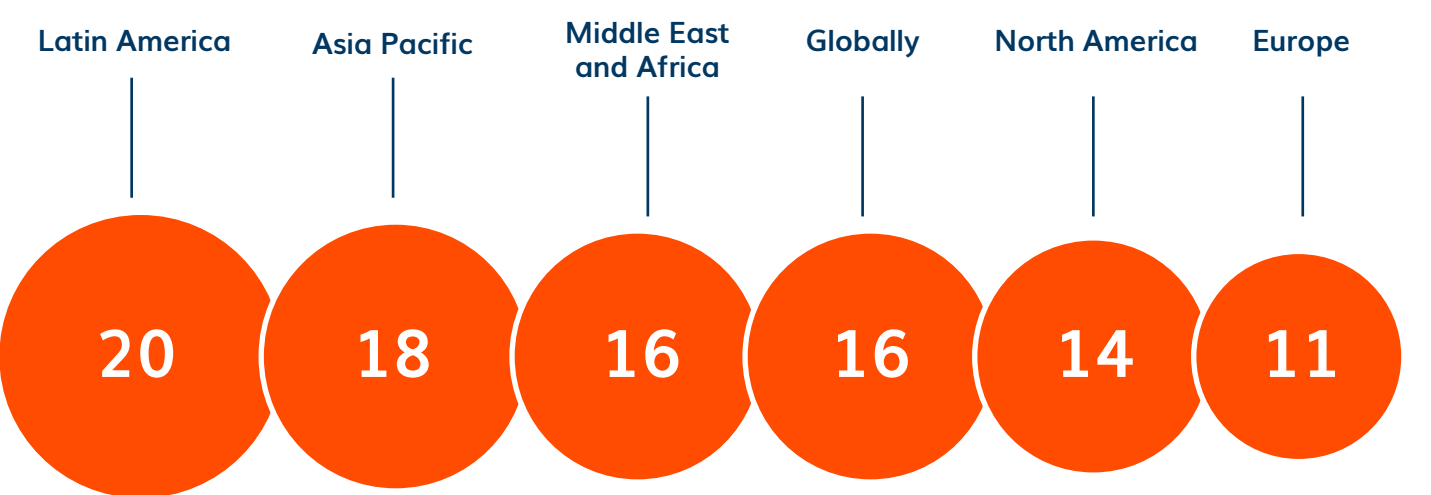 Latin America
Asia Pacific
Middle East
and Africa
Globally
North America
Europe
20
18
16
16
14
11